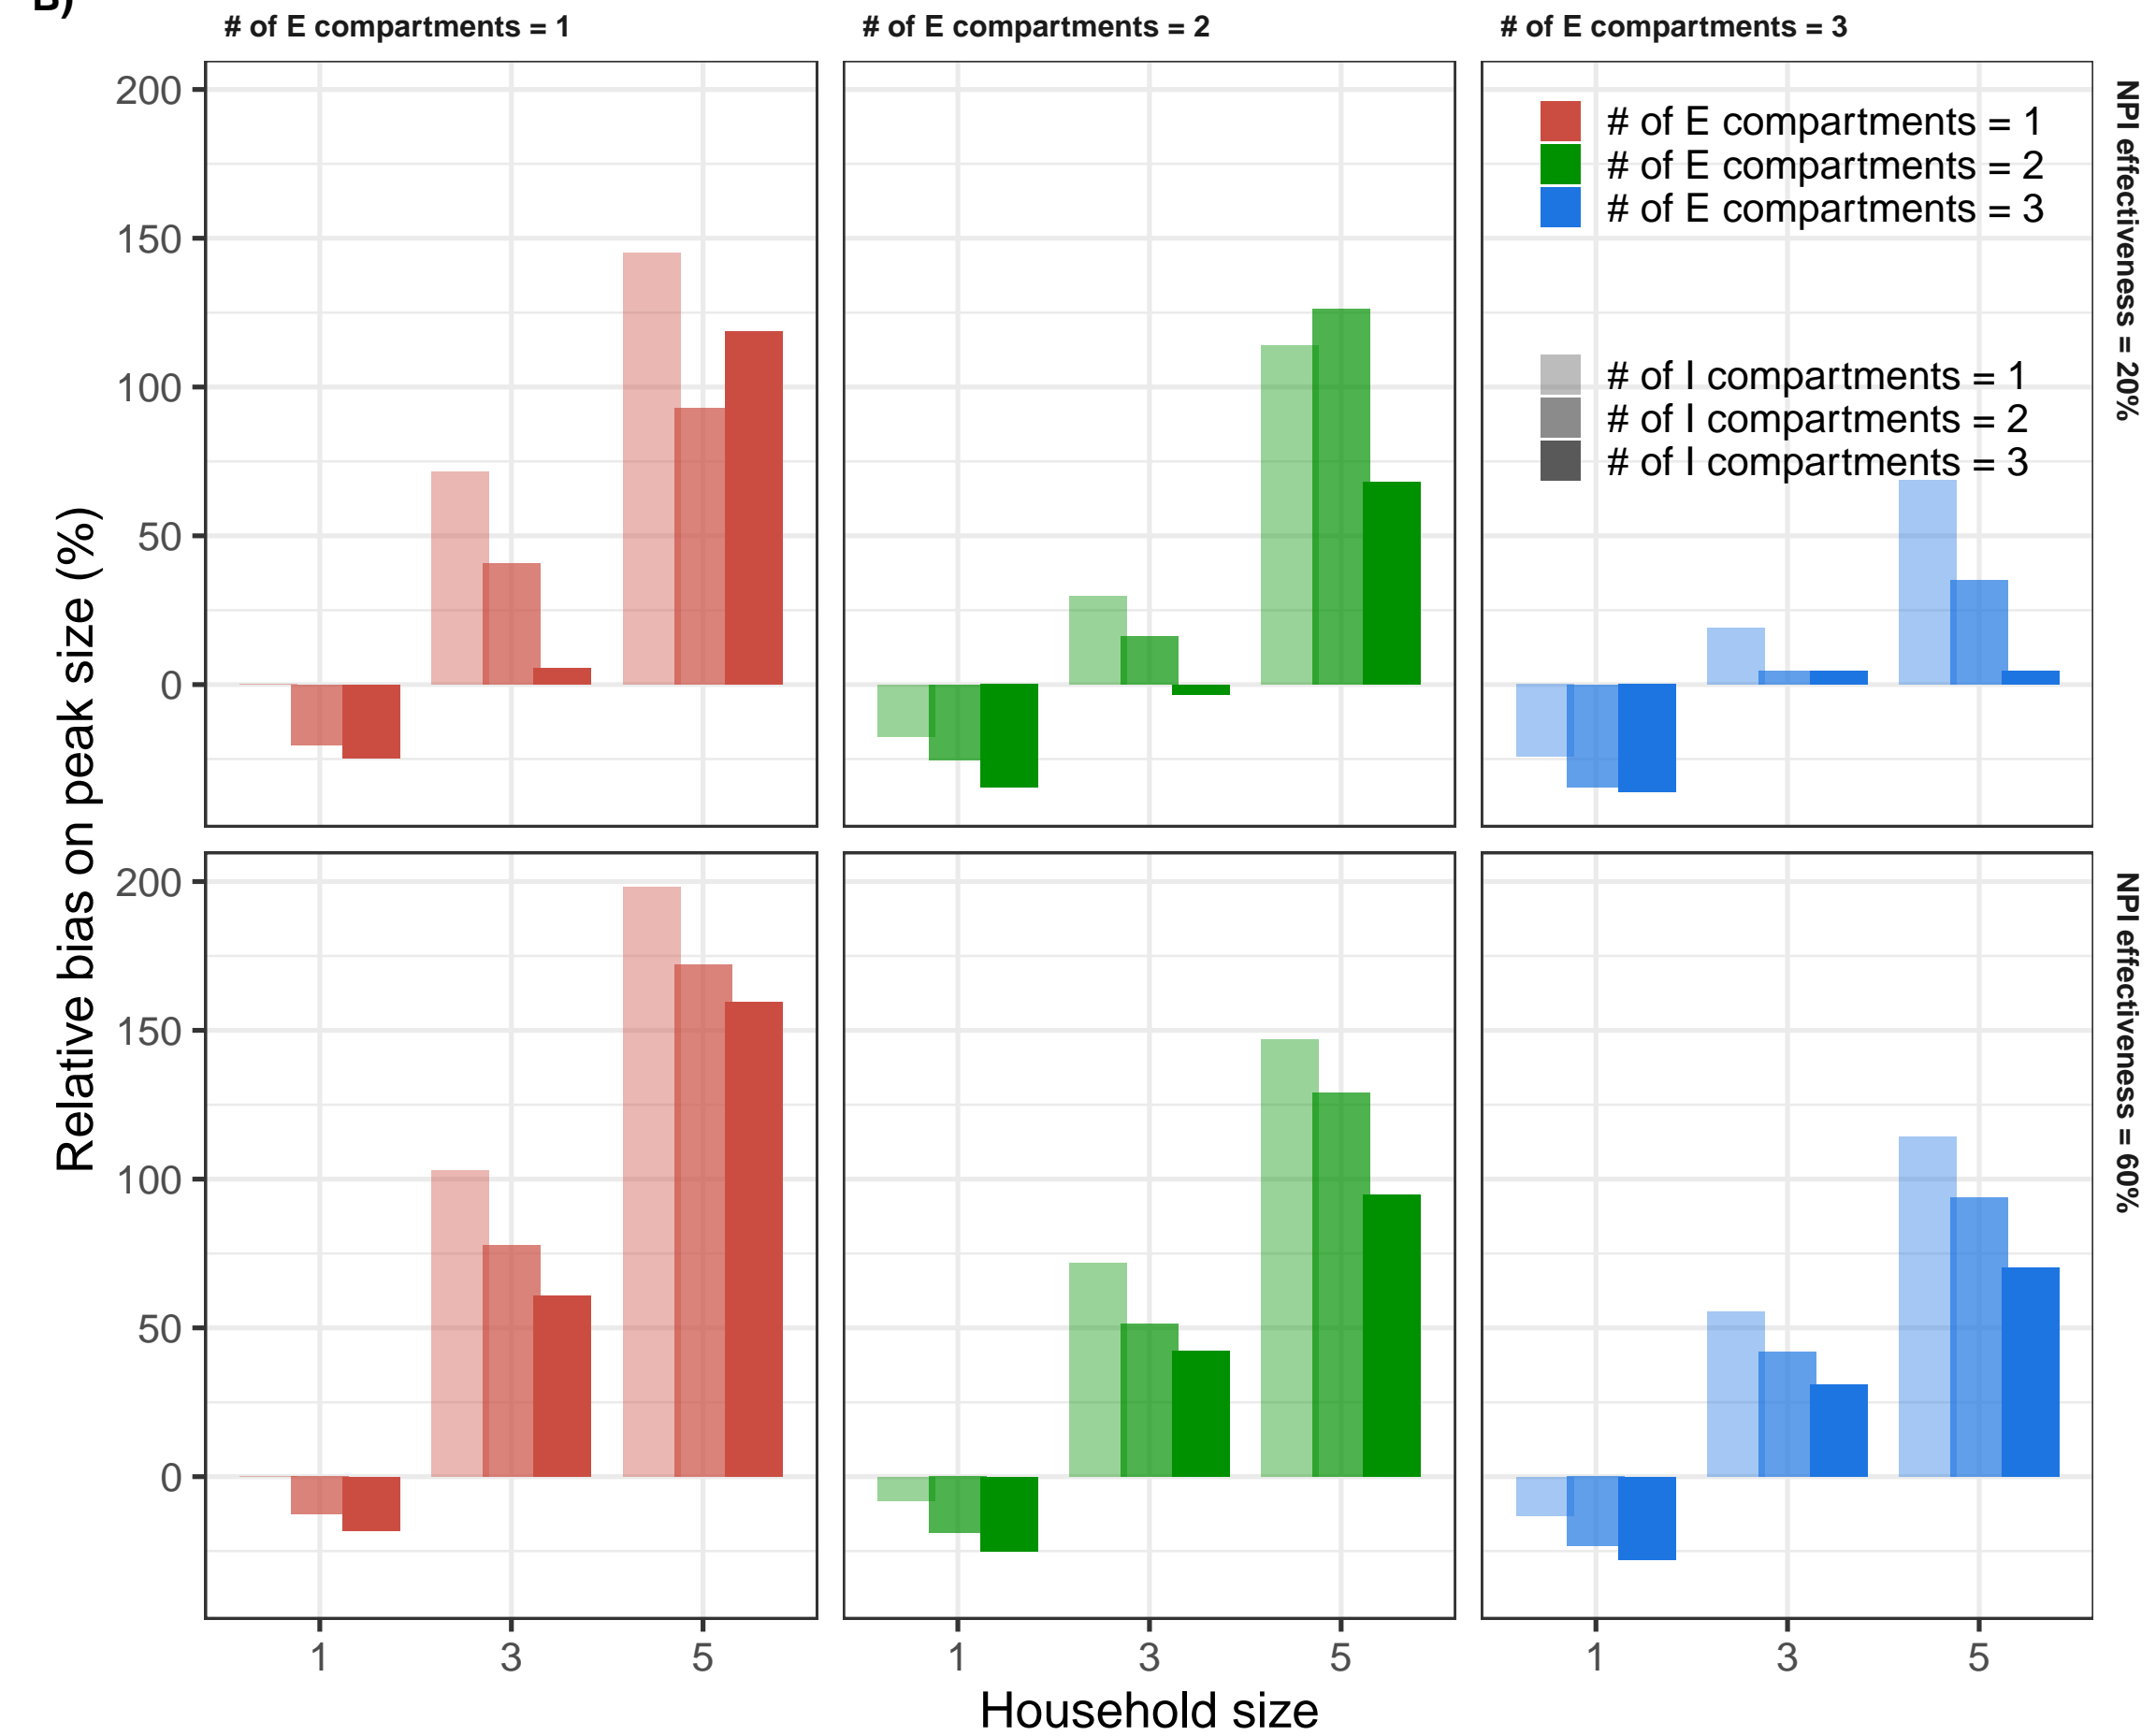 B)
# of E compartments = 1
# of E compartments = 2
# of E compartments = 3
200
150
100
50
0
# of E compartments = 1
# of E compartments = 2
# of E compartments = 3
# of I compartments = 1
# of I compartments = 2
# of I compartments = 3
NPI effectiveness = 20%
Relative bias on peak size (%)
200
150
100
50
0
NPI effectiveness = 60%
1
3
5
1
3
5
1
3
5
Household size